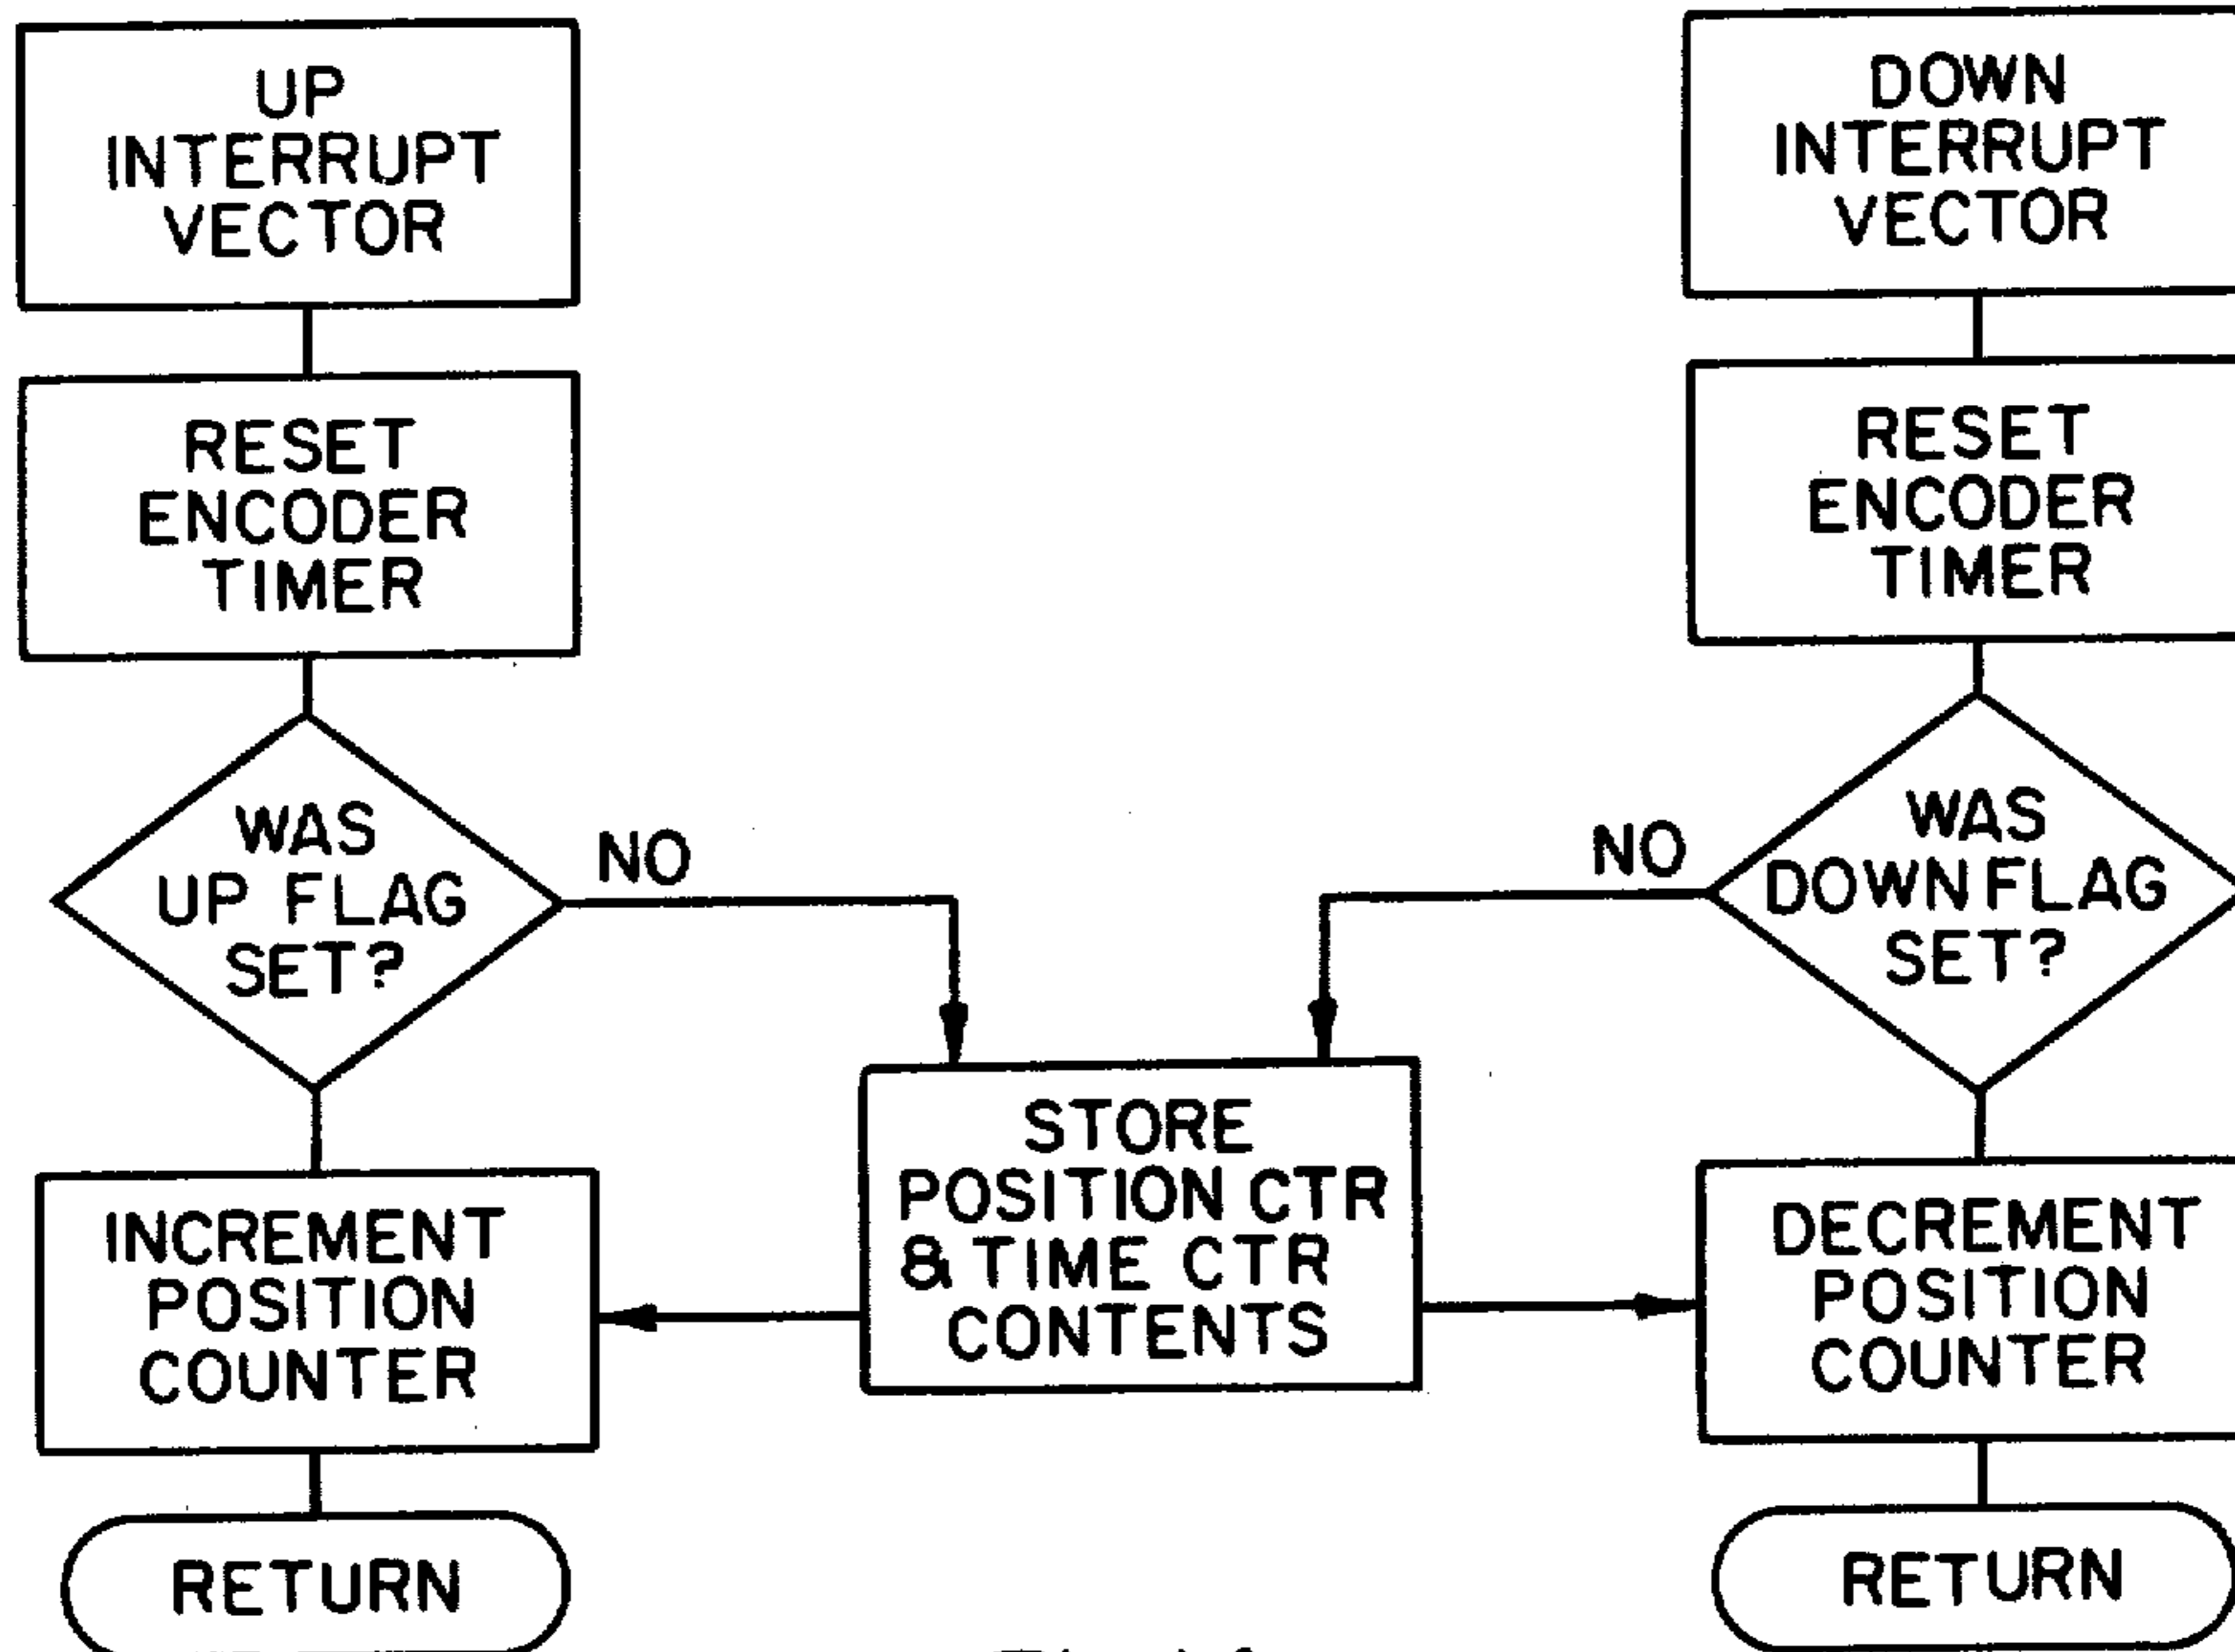 UP
INTERRUPT
VECTOR
RESET
ENCODER
TIMER
WAS
UP FLAG
SET?
NO
INCREMENT
POSITION
COUNTER
RETURN
STORE
POSITION CTR
& TIME CTR
CONTENTS
DOWN
INTERRUPT
VECTOR
RESET
ENCODER
TIMER
WAS
DOWN FLAG
SET?
NO
DECREMENT
POSITION
COUNTER
RETURN